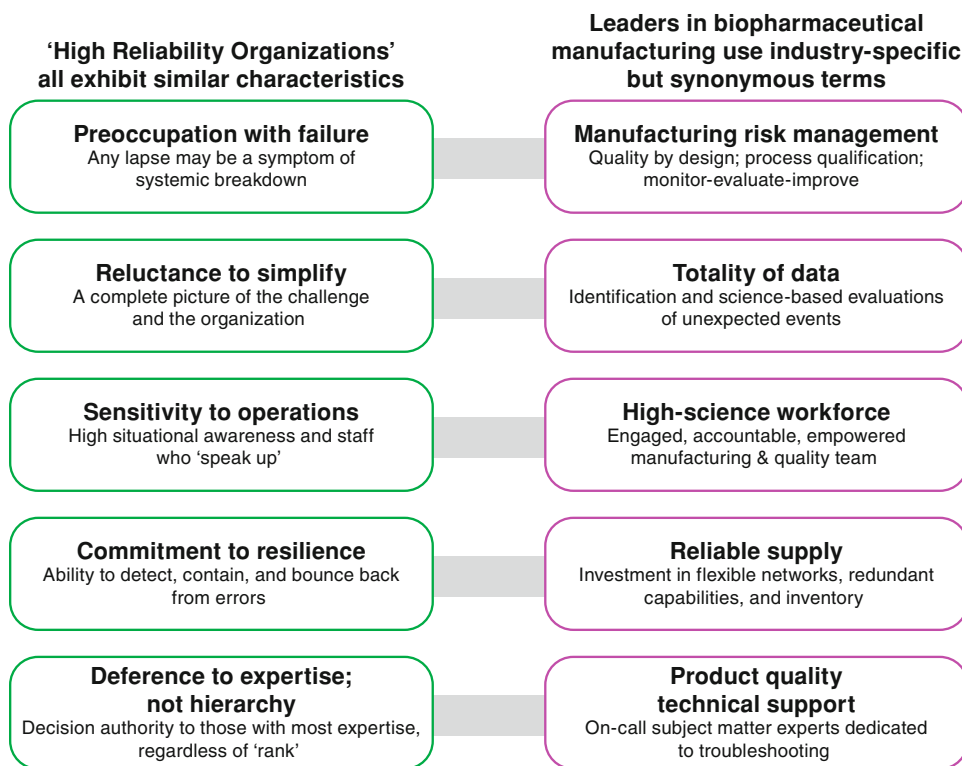 ‘High Reliability Organizations’
all exhibit similar characteristics
Leaders in biopharmaceutical
manufacturing use industry-specific
but synonymous terms
Preoccupation with failure
Any lapse may be a symptom of
systemic breakdown
Manufacturing risk management
Quality by design; process qualification;
monitor-evaluate-improve
Reluctance to simplify
A complete picture of the challenge
and the organization
Totality of data
Identification and science-based evaluations
of unexpected events
Sensitivity to operations
High situational awareness and staff
who ‘speak up’
High-science workforce
Engaged, accountable, empowered
manufacturing & quality team
Commitment to resilience
Ability to detect, contain, and bounce back
from errors
Reliable supply
Investment in flexible networks, redundant
capabilities, and inventory
Deference to expertise;
not hierarchy
Decision authority to those with most expertise,
regardless of ‘rank’
Product quality
technical support
On-call subject matter experts dedicated
to troubleshooting